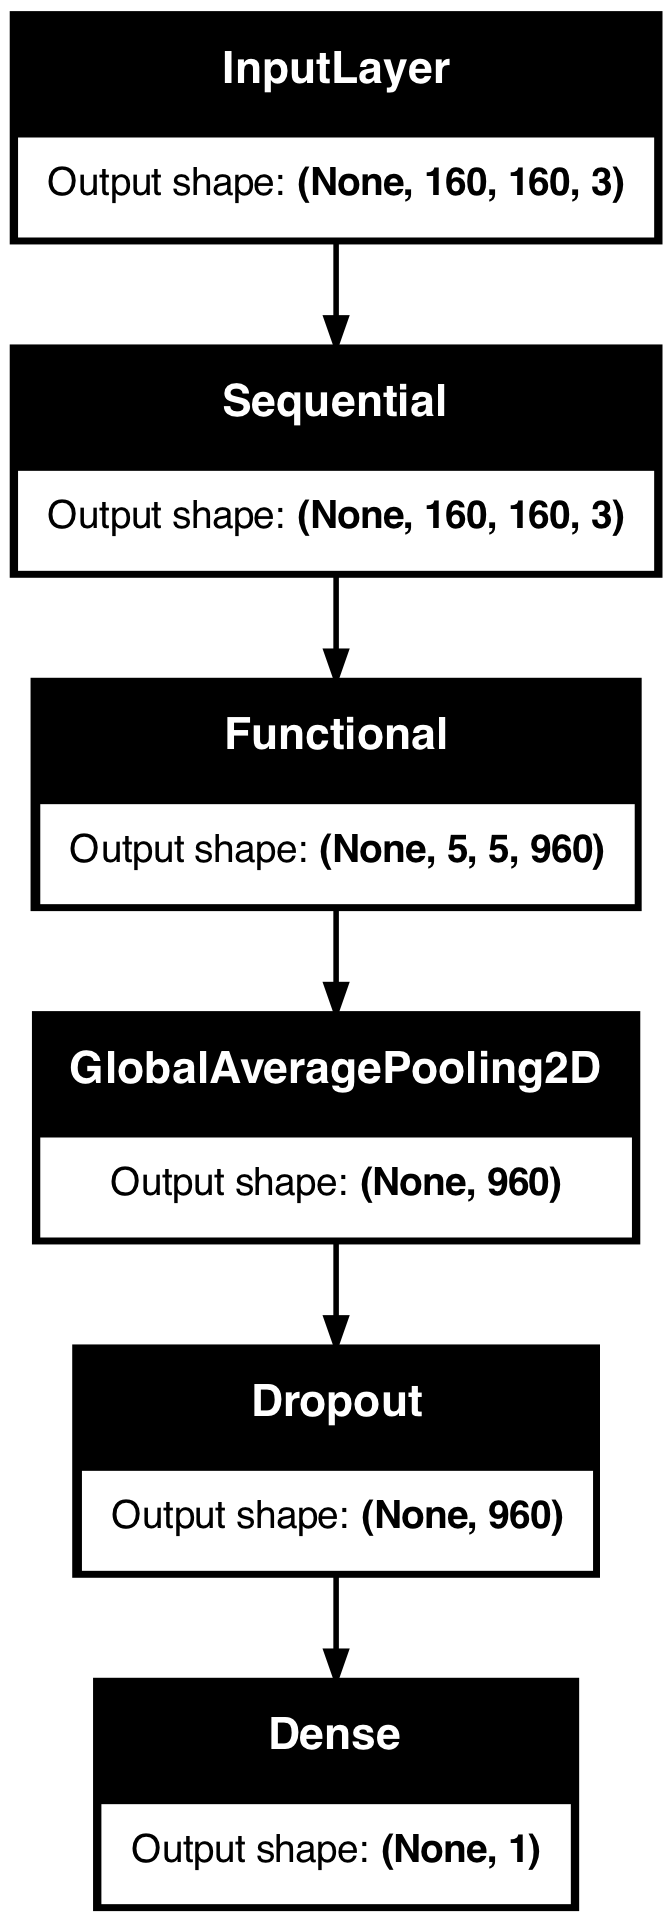 InputLayer
Output shape: (None, 160, 160, 3)
Sequential
Output shape: (None, 160, 160, 3)
Functional
Output shape: (None, 5, 5, 960)
GlobalAveragePooling2D
Output shape: (None, 960)
Dropout
Output shape: (None, 960)
Dense
Output shape: (None, 1)